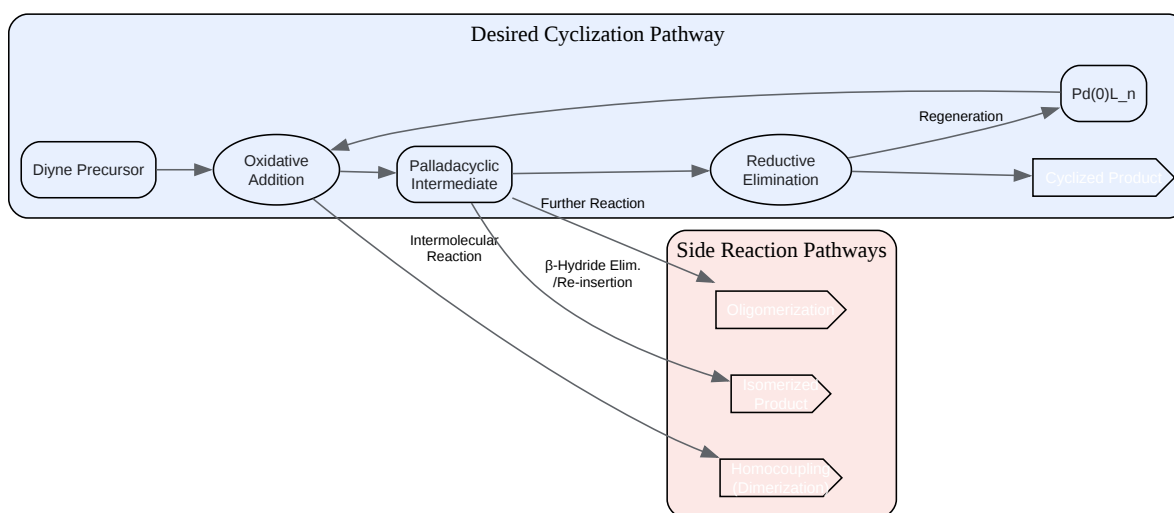 Desired Cyclization Pathway
Pd(0)L_n
Regeneration
Diyne Precursor
Oxidative
Addition
Palladacyclic
Intermediate
Reductive
Elimination
Cyclized Product
Further Reaction
Intermolecular
Reaction
β-Hydride Elim.
/Re-insertion
Side Reaction Pathways
Oligomerization
Isomerized
Product
Homocoupling
(Dimerization)